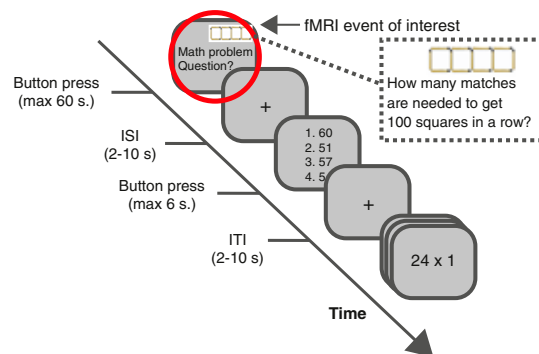 fMRI event of interest
Math problem
Question?
How many matches
are needed to get
100 squares in a row?
Button press
(max 60 s.)
+
ISI
(2-10 s)
1. 60
2. 51
3. 57
4. 5
Button press
(max 6 s.)
+
ITI
(2-10 s)
24 x 1
Time